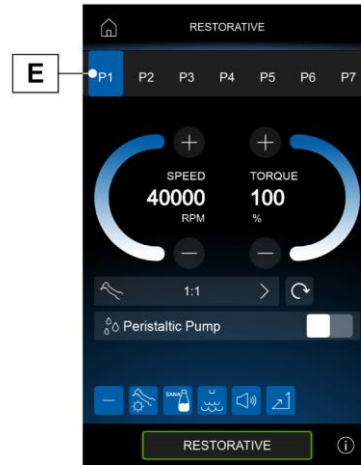 RESTORATIVE
E
P1 P2 P3 P4 P5 P6 P7
SPEED
40000
RPM
TORQUE
100
%
1:1
Peristaltic Pump
SANA
1
RESTORATIVE
i